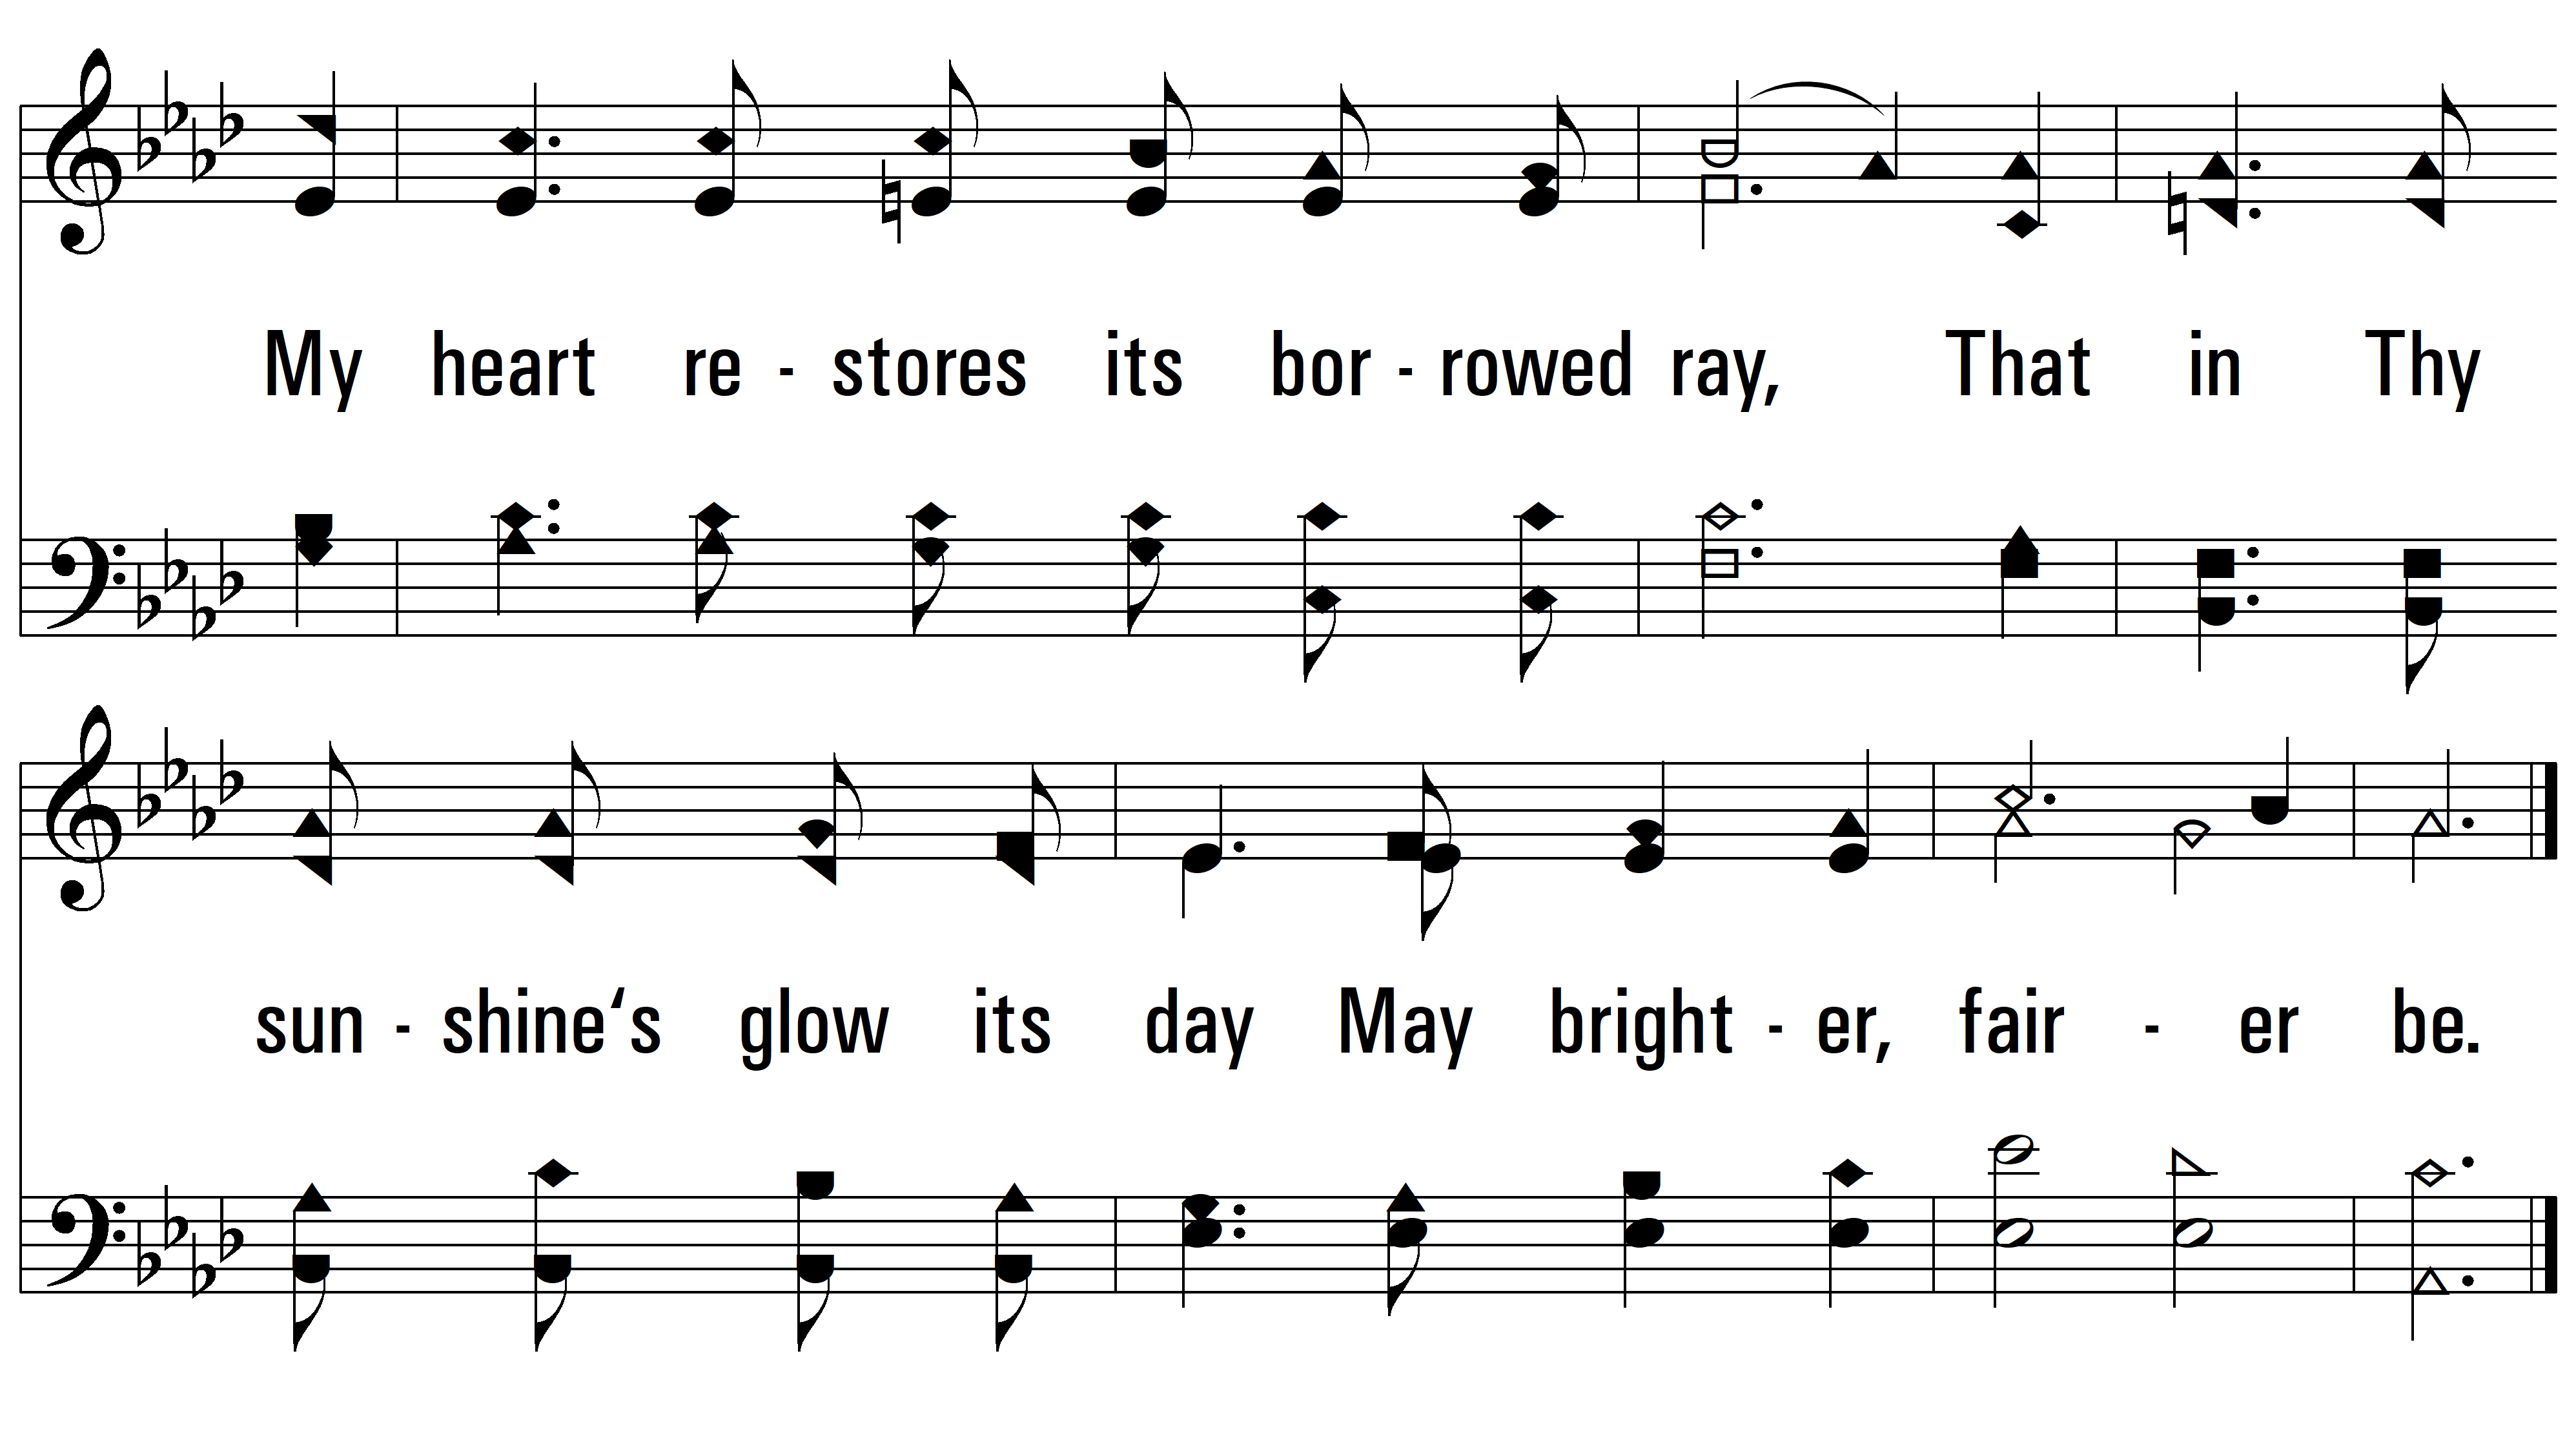 My heart re - stores its bor - rowed ray, That in Thy
sun - shine‘s glow its day May bright - er, fair - er be.